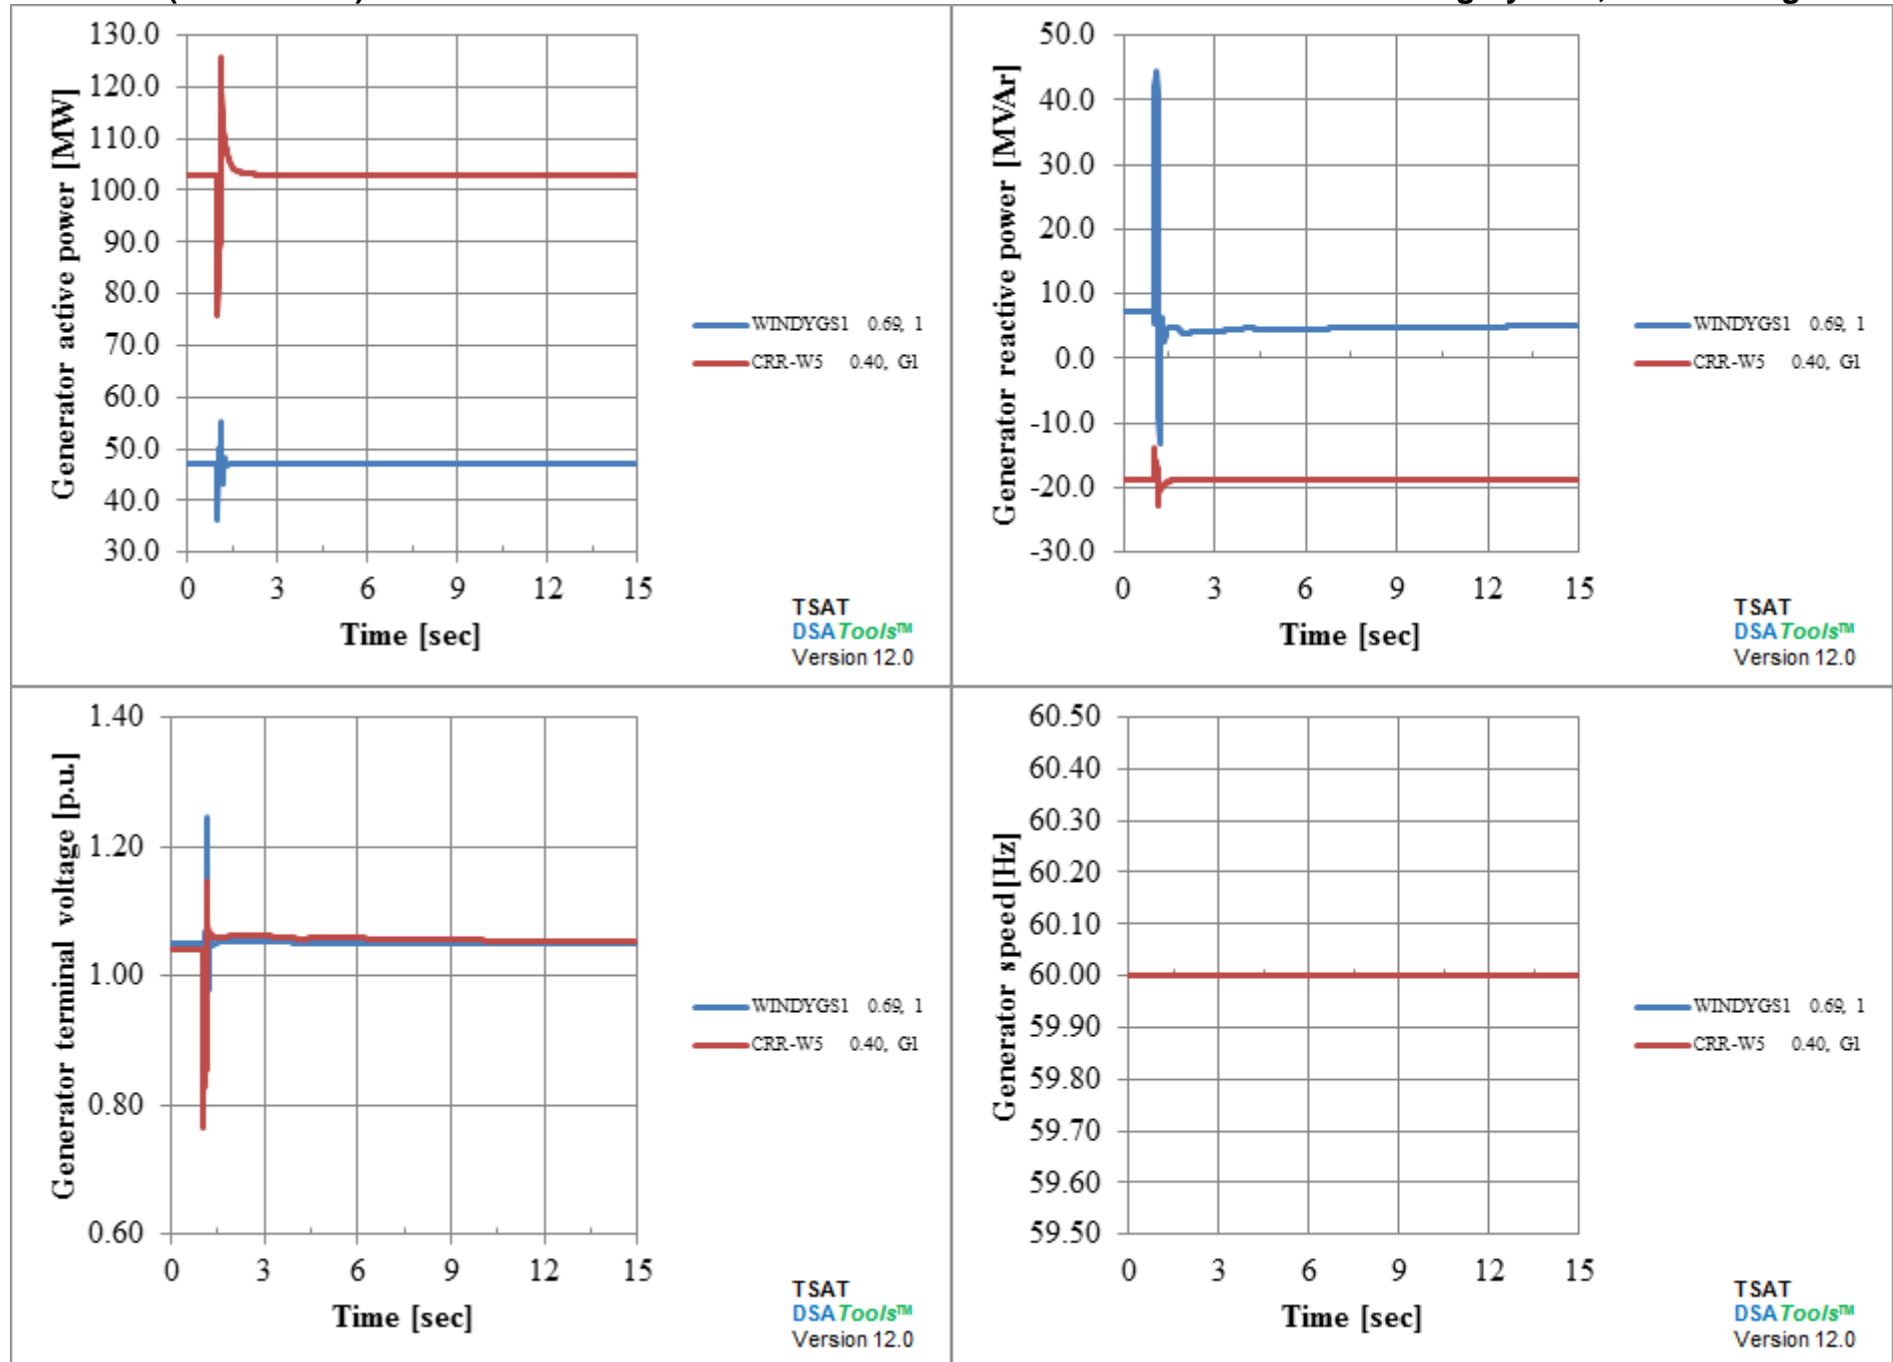 Generator active power [MW]
130.0
120.0
110.0
100.0
90.0
80.0
70.0
60.0
50.0
40.0
30.0
0 3 6 9 12 15
Time [sec]
WINDYGS1 0.69, 1
CRR-W5 0.40, G1
TSAT
DSATools™
Version 12.0
Generator reactive power [MVAr]
50.0
40.0
30.0
20.0
10.0
0.0
-10.0
-20.0
-30.0
0 3 6 9 12 15
Time [sec]
WINDYGS1 0.69, 1
CRR-W5 0.40, G1
TSAT
DSATools™
Version 12.0
Generator terminal voltage [p.u.]
1.40
1.20
1.00
0.80
0.60
0 3 6 9 12 15
Time [sec]
WINDYGS1 0.69, 1
CRR-W5 0.40, G1
TSAT
DSATools™
Version 12.0
Generator speed[Hz]
60.50
60.40
60.30
60.20
60.10
60.00
59.90
59.80
59.70
59.60
59.50
0 3 6 9 12 15
Time [sec]
WINDYGS1 0.69, 1
CRR-W5 0.40, G1
TSAT
DSATools™
Version 12.0